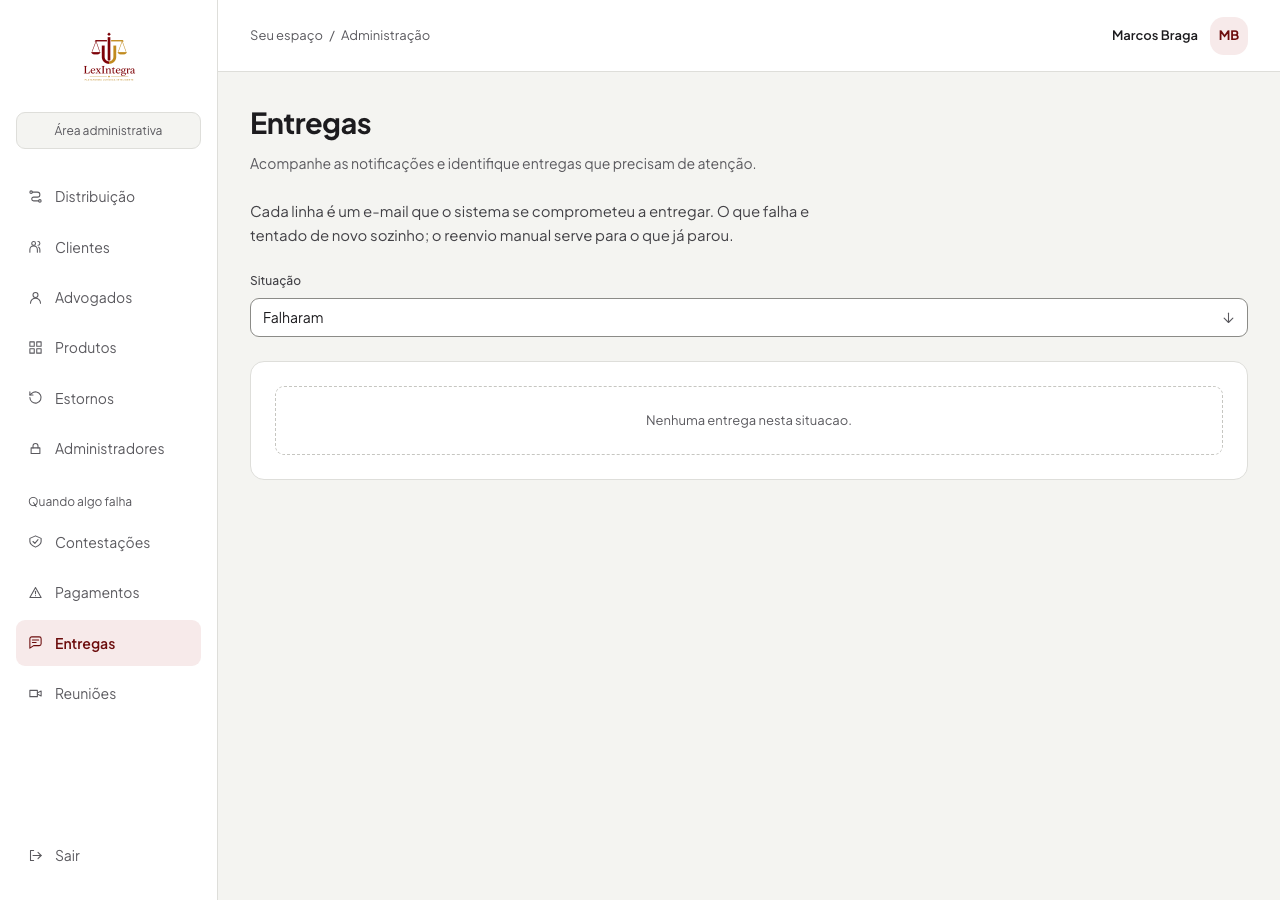 LexIntegra
Área administrativa
Distribuição
Clientes
Advogados
Produtos
Estornos
Administradores
Quando algo falha
Contestações
Pagamentos
Entregas
Reuniões
Sair
Seu espaço / Administração
Marcos Braga
MB
Entregas
Acompanhe as notificações e identifique entregas que precisam de atenção.
Cada linha é um e-mail que o sistema se comprometeu a entregar. O que falha e
tentado de novo sozinho; o reenvio manual serve para o que já parou.
Situação
Falharam
Nenhuma entrega nesta situacao.